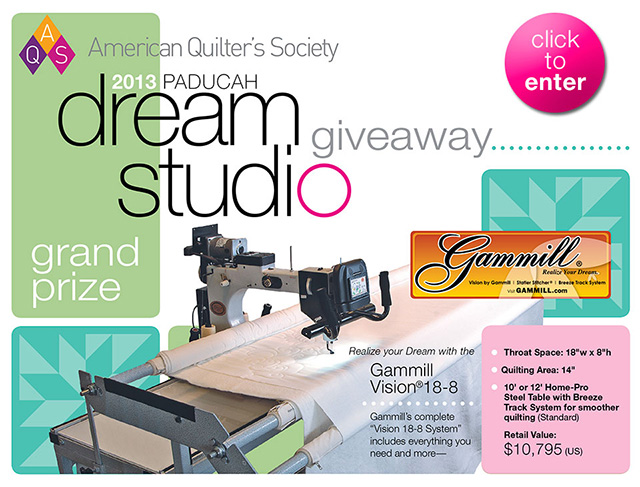 AQS
American Quilter's Society
2013 PADUCAH
dream
studio
giveaway
click
to
enter
grand
prize
Gammill®
Realize Your Dream.
Vision by Gammill | Statler Stitcher® | Breeze Track System
visit GAMMILL.com
Realize your Dream with the
Gammill
Vision®18-8
Gammill's complete
"Vision 18-8 System"
includes everything you
need and more—
Throat Space: 18"w x 8"h
Quilting Area: 14"
10' or 12' Home-Pro
Steel Table with Breeze
Track System for smoother
quilting (Standard)
Retail Value:
$10,795 (US)